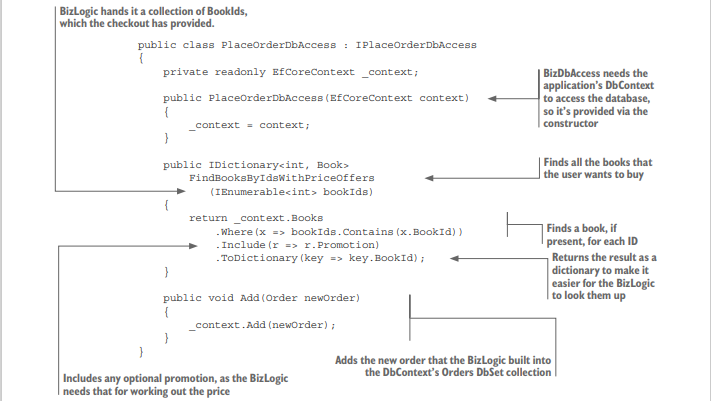 BizLogic hands it a collection of BookIds,
which the checkout has provided.
public class PlaceOrderDbAccess : IPlaceOrderDbAccess
{
private readonly EfCoreContext _context;
public PlaceOrderDbAccess(EfCoreContext context)
{
_context = context;
}
BizDbAccess needs the
application's DbContext
to access the database,
so it's provided via the
constructor
public IDictionary<int, Book>
FindBooksByIdsWithPriceOffers
(IEnumerable<int> bookIds)
Finds all the books that
the user wants to buy
{
return _context.Books
.Where(x => bookIds.Contains(x.BookId))
.Include(r => r.Promotion)
.ToDictionary(key => key.BookId);
}
Finds a book, if
present, for each ID
Returns the result as a
dictionary to make it
easier for the BizLogic
to look them up
public void Add(Order newOrder)
{
_context.Add(newOrder);
}
}
Adds the new order that the BizLogic built into
the DbContext's Orders DbSet collection
Includes any optional promotion, as the BizLogic
needs that for working out the price